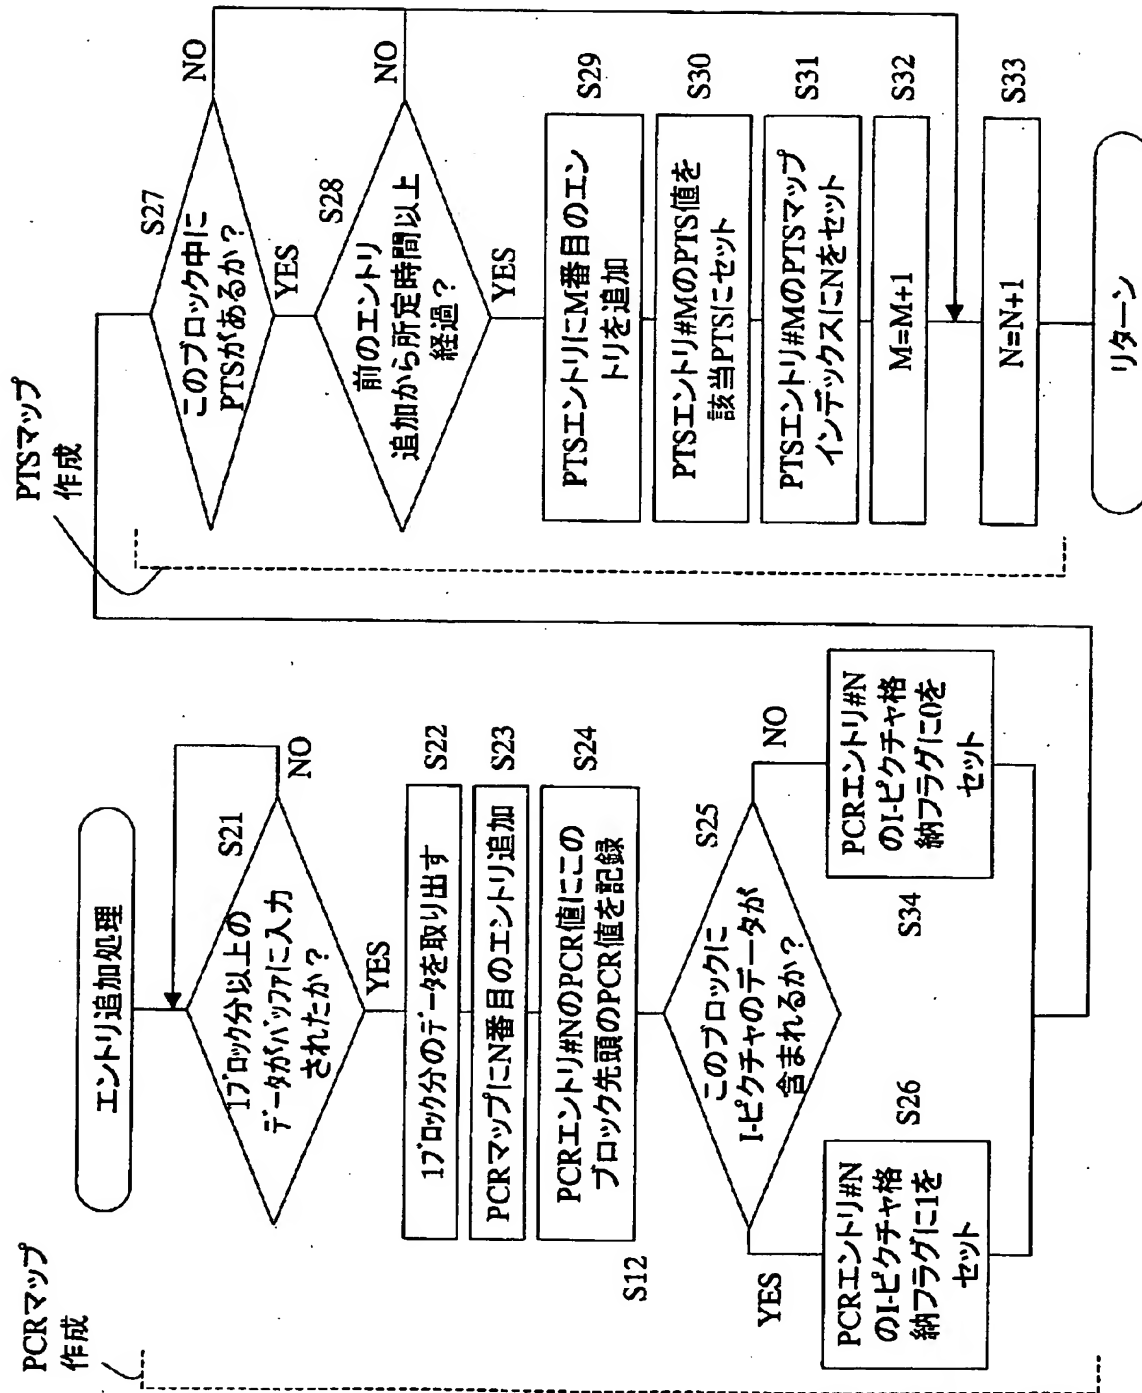 PCRマップ
作成
エントリ追加処理
S21
1ブロック分以上の
データがバッファに入力
されたか?
NO
YES
1ブロック分のデータを取り出す
S22
PCRマップにN番目のエントリ追加
S23
PCRエントリ#NのPCR値にこの
ブロック先頭のPCR値を記録
S24
S12
このブロックに
I-ピクチャのデータが
含まれるか?
S25
YES
NO
PCRエントリ#N
のI-ピクチャ格
納フラグに1を
セット
S26
PCRエントリ#N
のI-ピクチャ格
納フラグに0を
セット
S34
PTSマップ
作成
このブロック中に
PTSがあるか?
S27
NO
YES
前のエントリ
追加から所定時間以上
経過?
S28
NO
YES
PTSエントリにM番目のエン
トリを追加
S29
PTSエントリ#MのPTS値を
該当PTSにセット
S30
PTSエントリ#MのPTSマップ
インデックスにNをセット
S31
M=M+1
S32
N=N+1
S33
リターン